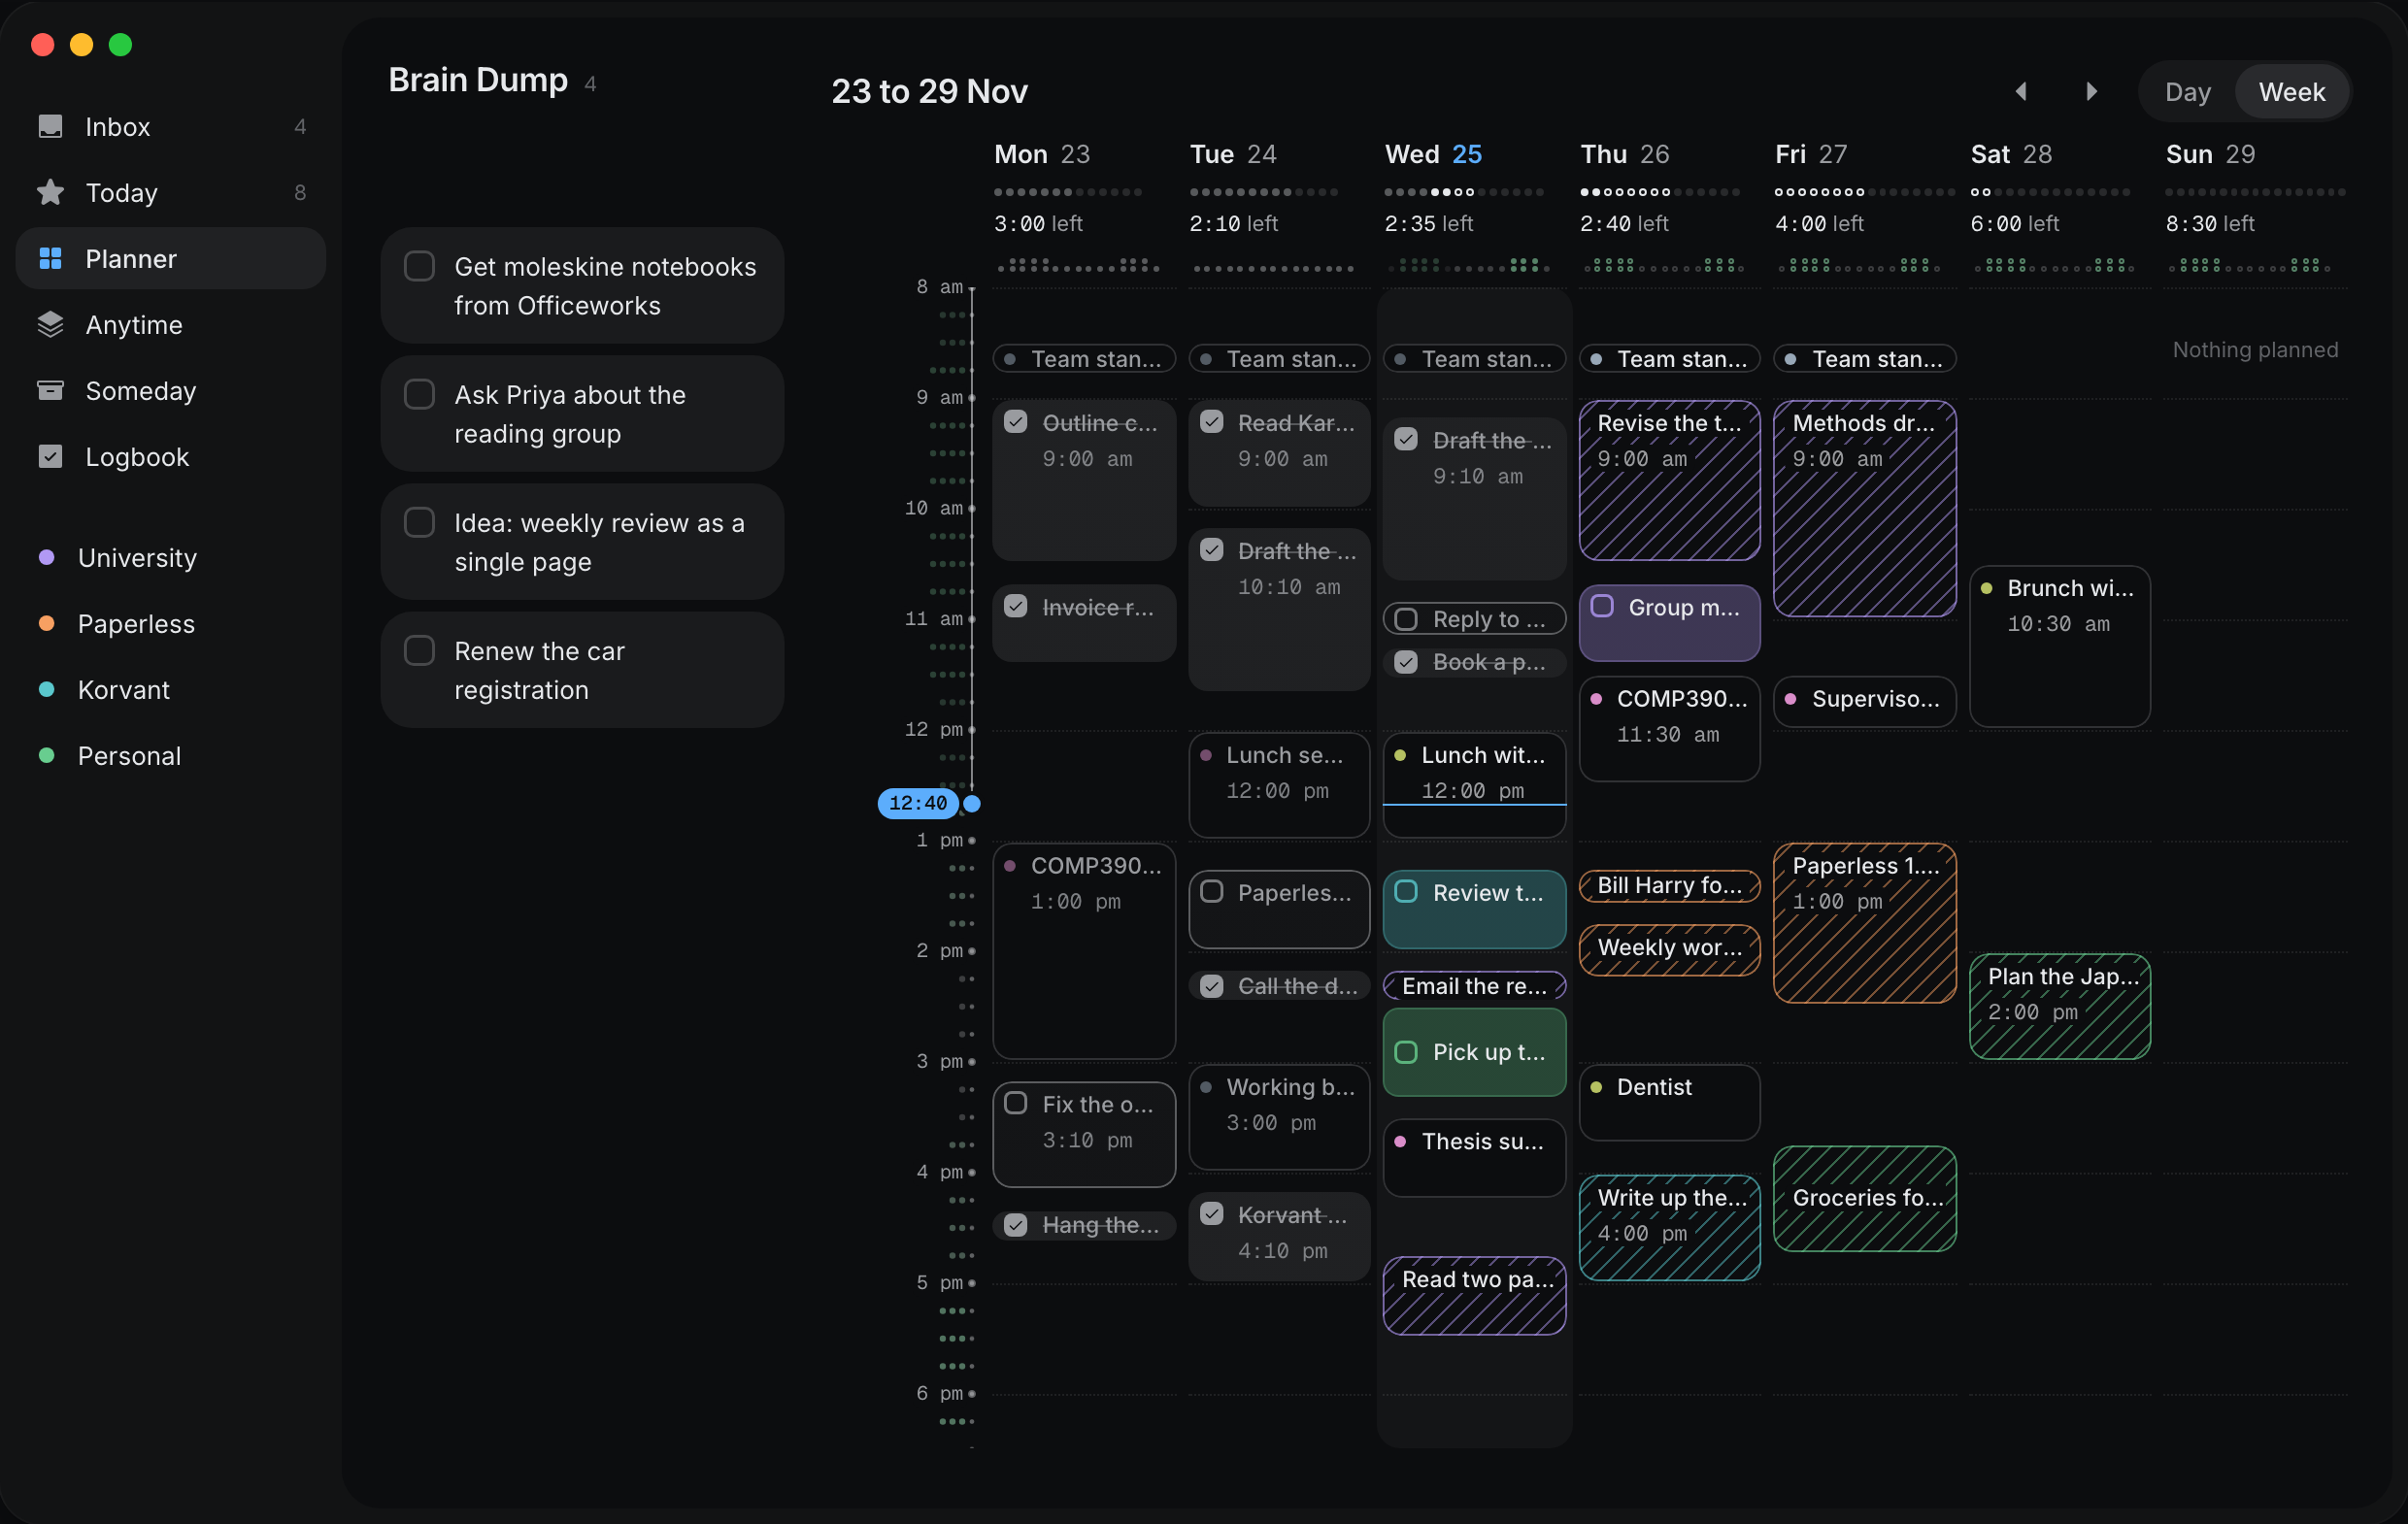 Inbox 4
Today 8
Planner
Anytime
Someday
Logbook
University
Paperless
Korvant
Personal
Brain Dump 4
Get moleskine notebooks
from Officeworks
Ask Priya about the
reading group
Idea: weekly review as a
single page
Renew the car
registration
23 to 29 Nov
Day Week
Mon 23
3:00 left
Tue 24
2:10 left
Wed 25
2:35 left
Thu 26
2:40 left
Fri 27
4:00 left
Sat 28
6:00 left
Sun 29
8:30 left
8 am
9 am
10 am
11 am
12 pm
12:40
1 pm
2 pm
3 pm
4 pm
5 pm
6 pm
Team stan...
Outline c...
9:00 am
Invoice r...
COMP390...
1:00 pm
Fix the o...
3:10 pm
Hang the...
Team stan...
Read Kar...
9:00 am
Draft the ...
10:10 am
Lunch se...
12:00 pm
Paperles...
Call the d...
Working b...
3:00 pm
Korvant ...
4:10 pm
Team stan...
Draft the ...
9:10 am
Reply to ...
Book a p...
Lunch wit...
12:00 pm
Review t...
Email the re...
Pick up t...
Thesis su...
Read two pa...
Team stan...
Revise the t...
9:00 am
Group m...
COMP390...
11:30 am
Bill Harry fo...
Weekly wor...
Dentist
Write up the...
4:00 pm
Team stan...
Methods dr...
9:00 am
Superviso...
Paperless 1....
1:00 pm
Groceries fo...
Brunch wi...
10:30 am
Plan the Jap...
2:00 pm
Nothing planned